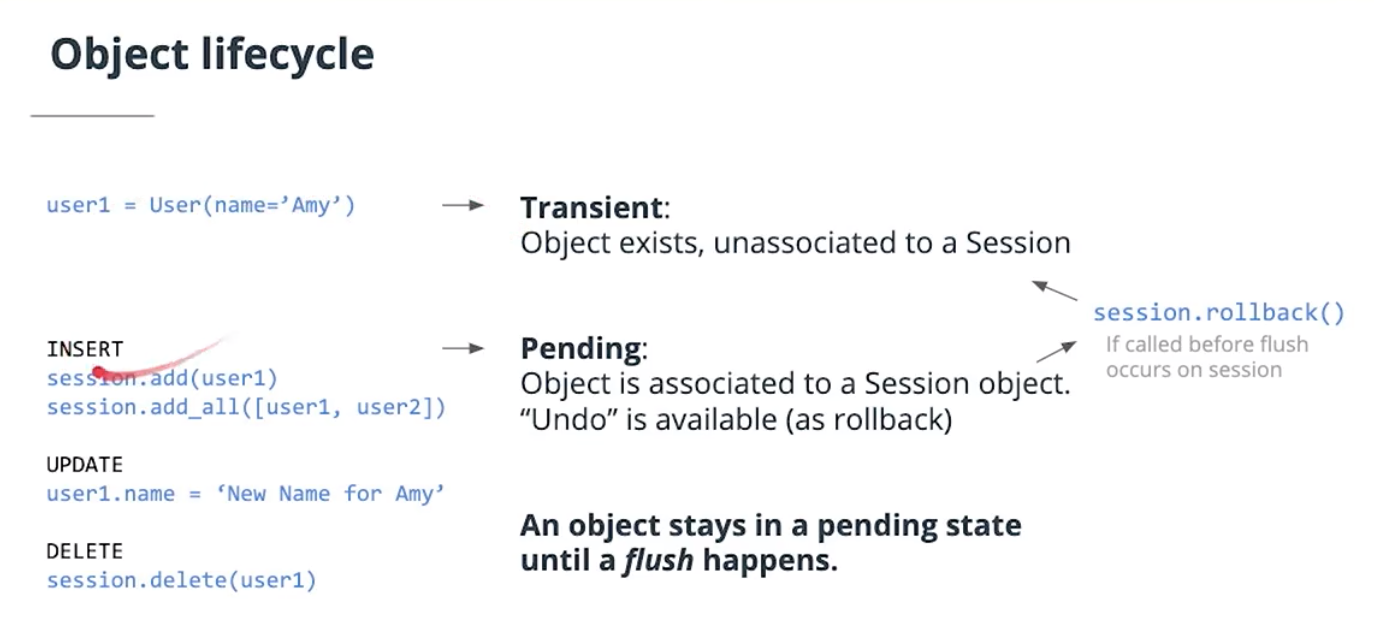 Object lifecycle
user1 = User(name=’Amy’)
Transient:
Object exists, unassociated to a Session
session.rollback()
If called before flush
occurs on session
INSERT
session.add(user1)
session.add_all([user1, user2])
Pending:
Object is associated to a Session object.
“Undo” is available (as rollback)
UPDATE
user1.name = ‘New Name for Amy’
An object stays in a pending state
until a flush happens.
DELETE
session.delete(user1)